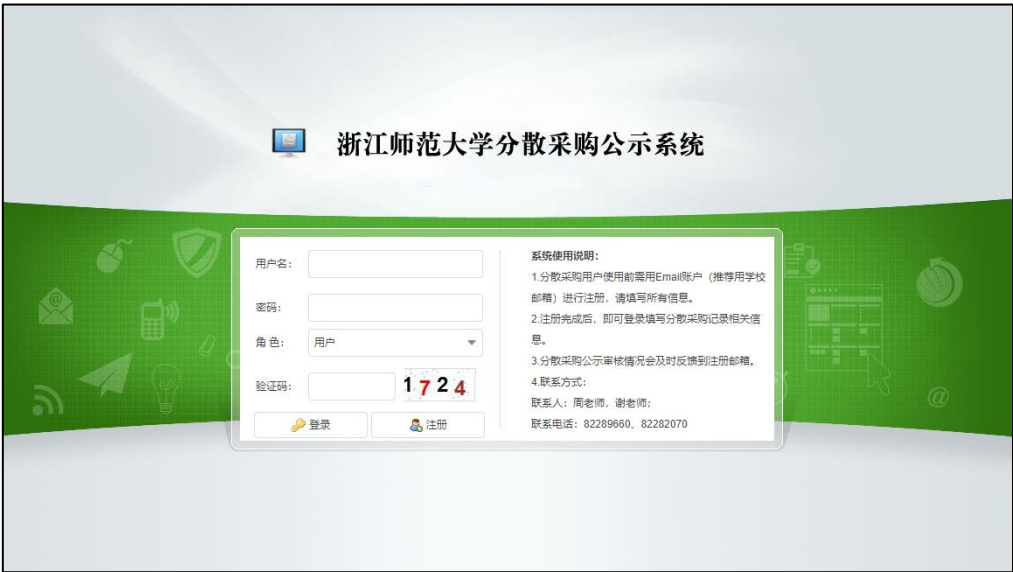 浙江师范大学分散采购公示系统
用户名：
密码：
角 色：
用户
验证码：
1 7 2 4
登录
注册
系统使用说明：
1.分散采购用户使用前需用Email账户（推荐用学校
邮箱）进行注册，请填写所有信息。
2.注册完成后，即可登录填写分散采购记录相关信
息。
3.分散采购公示审核情况会及时反馈到注册邮箱。
4.联系方式：
联系人：周老师，谢老师；
联系电话：82289660、82282070